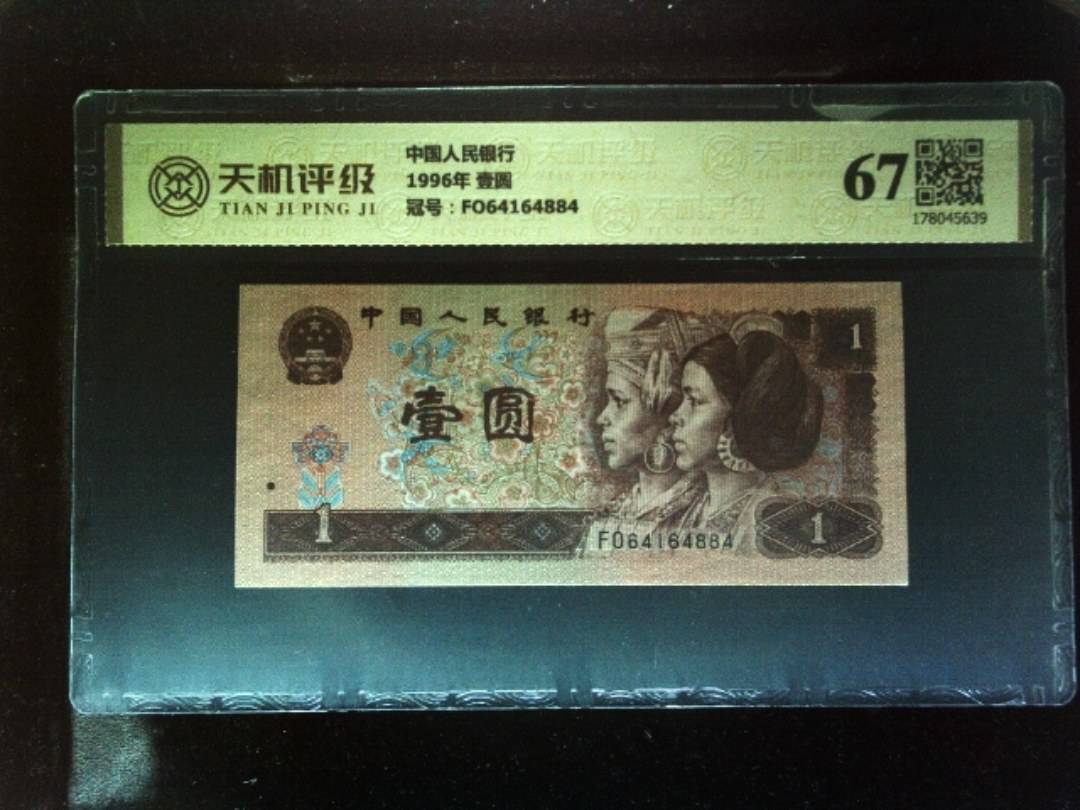 天机评级
TIAN JI PING JI
中国人民银行
1996年 壹圆
冠号：FO64164884
67
178045639
中国人民银行
1
壹圆
1
FO64164884
1